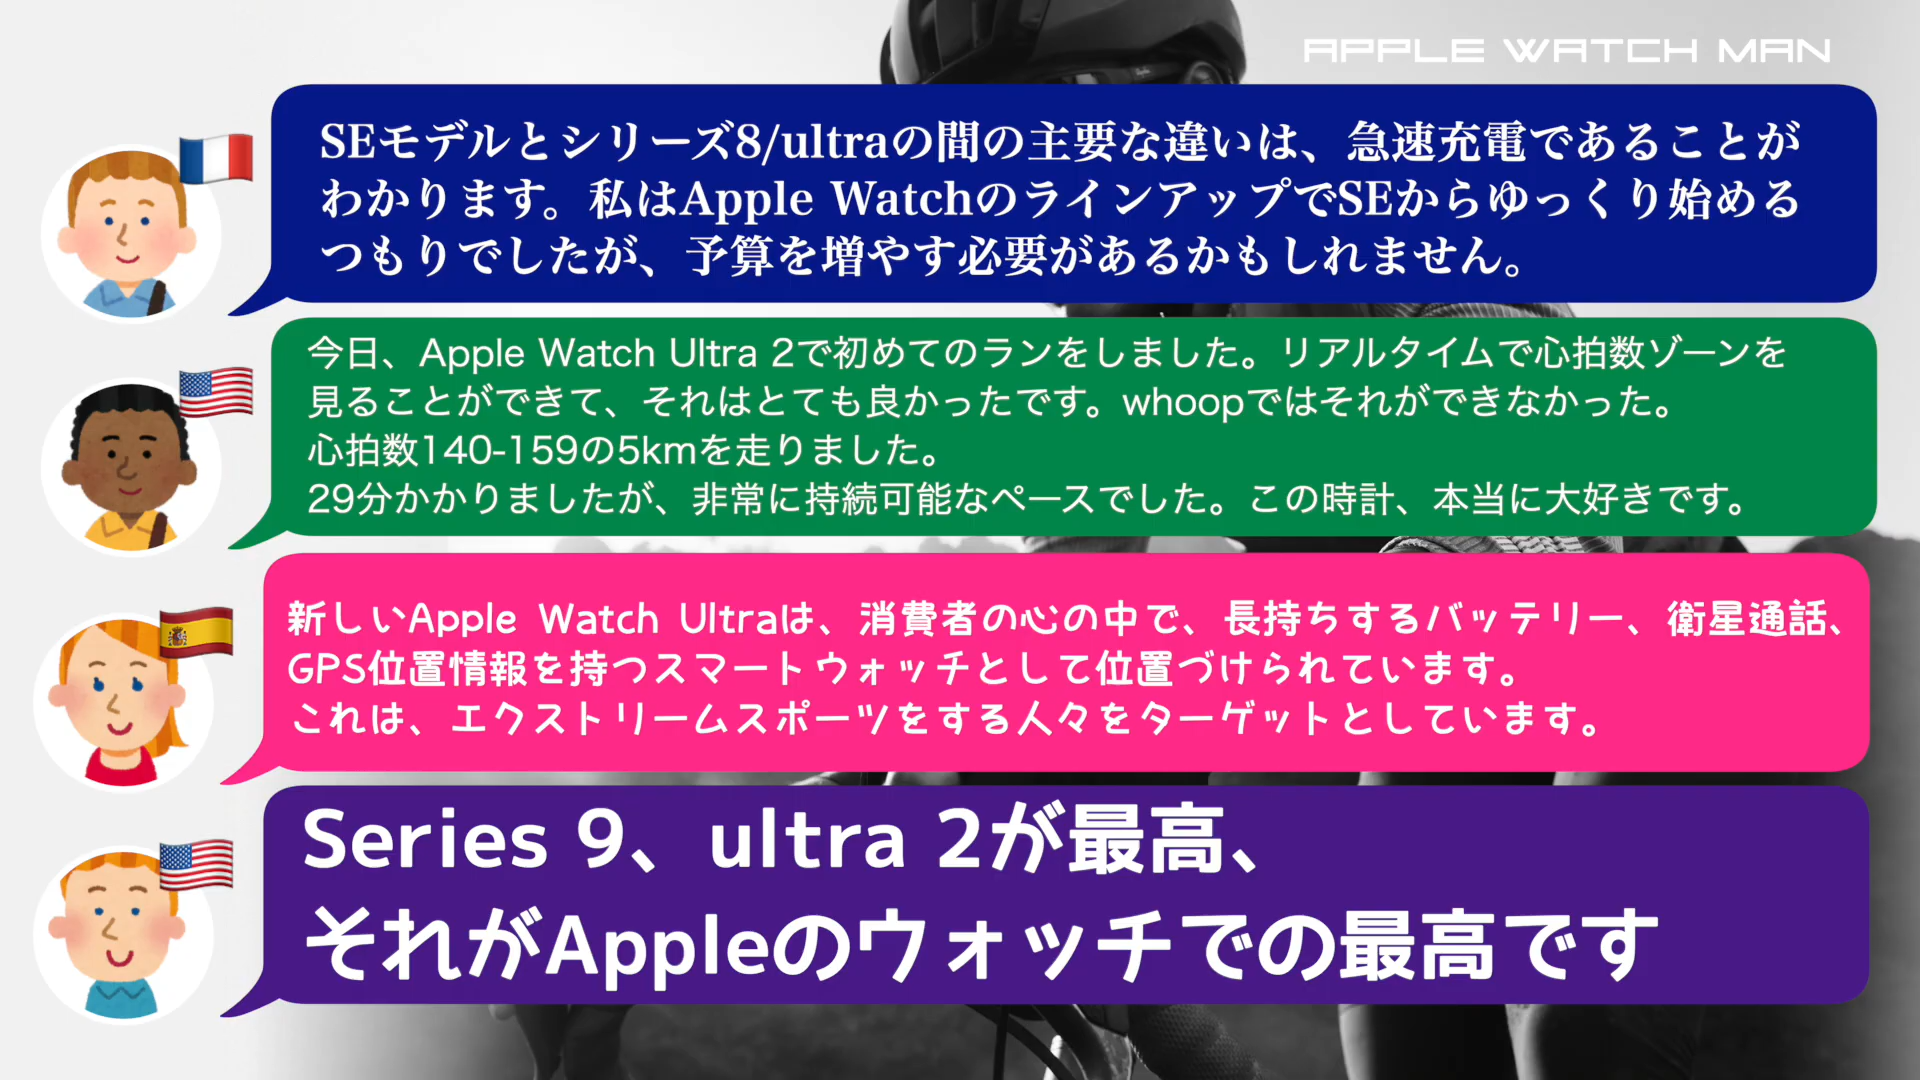 APPLE WATCH MAN
SEモデルとシリーズ8/ultraの間の主要な違いは、急速充電であることが
わかります。私はApple WatchのラインアップでSEからゆっくり始める
つもりでしたが、予算を増やす必要があるかもしれません。
今日、Apple Watch Ultra 2で初めてのランをしました。リアルタイムで心拍数ゾーンを
見ることができて、それはとても良かったです。whoopではそれができなかった。
心拍数140-159の5kmを走りました。
29分かかりましたが、非常に持続可能なペースでした。この時計、本当に大好きです。
新しいApple Watch Ultraは、消費者の心の中で、長持ちするバッテリー、衛星通話、
GPS位置情報を持つスマートウォッチとして位置づけられています。
これは、エクストリームスポーツをする人々をターゲットとしています。
Series 9、ultra 2が最高、
それがAppleのウォッチでの最高です